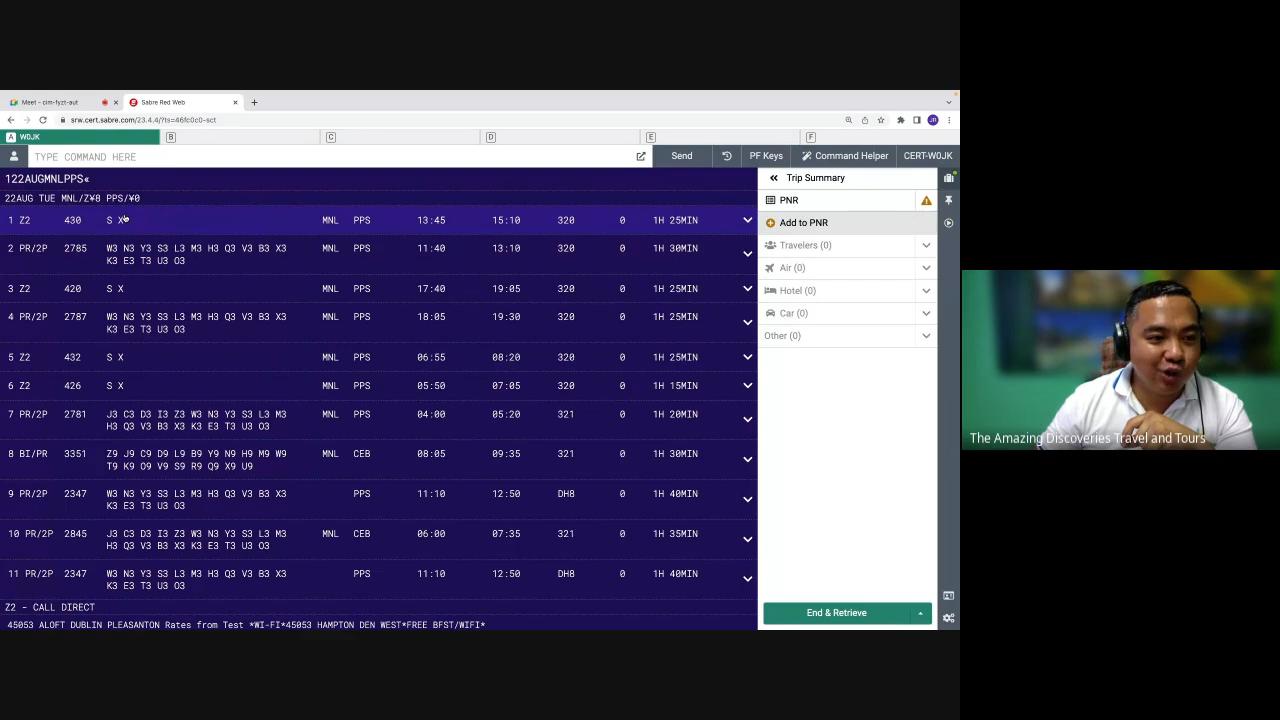 Meet - cim-fyzt-aut
Sabre Red Web
srw.cert.sabre.com/23.4.4/?ts=46fc0c0-sct
A W0JK
B
C
D
E
F
TYPE COMMAND HERE
Send
PF Keys
Command Helper
CERT-W0JK
122AUGMNLPPS«
22AUG TUE MNL/Z¥8 PPS/¥0
1 Z2 430 S X MNL PPS 13:45 15:10 320 0 1H 25MIN
2 PR/2P 2785 W3 N3 Y3 S3 L3 M3 H3 Q3 V3 B3 X3 MNL PPS 11:40 13:10 320 0 1H 30MIN
K3 E3 T3 U3 O3
3 Z2 420 S X MNL PPS 17:40 19:05 320 0 1H 25MIN
4 PR/2P 2787 W3 N3 Y3 S3 L3 M3 H3 Q3 V3 B3 X3 MNL PPS 18:05 19:30 320 0 1H 25MIN
K3 E3 T3 U3 O3
5 Z2 432 S X MNL PPS 06:55 08:20 320 0 1H 25MIN
6 Z2 426 S X MNL PPS 05:50 07:05 320 0 1H 15MIN
7 PR/2P 2781 J3 C3 D3 I3 Z3 W3 N3 Y3 S3 L3 M3 MNL PPS 04:00 05:20 321 0 1H 20MIN
H3 Q3 V3 B3 X3 K3 E3 T3 U3 O3
8 BI/PR 3351 Z9 J9 C9 D9 L9 B9 Y9 N9 H9 M9 W9 MNL CEB 08:05 09:35 321 0 1H 30MIN
T9 K9 O9 V9 S9 R9 Q9 X9 U9
9 PR/2P 2347 W3 N3 Y3 S3 L3 M3 H3 Q3 V3 B3 X3 PPS 11:10 12:50 DH8 0 1H 40MIN
K3 E3 T3 U3 O3
10 PR/2P 2845 J3 C3 D3 I3 Z3 W3 N3 Y3 S3 L3 M3 MNL CEB 06:00 07:35 321 0 1H 35MIN
H3 Q3 V3 B3 X3 K3 E3 T3 U3 O3
11 PR/2P 2347 W3 N3 Y3 S3 L3 M3 H3 Q3 V3 B3 X3 PPS 11:10 12:50 DH8 0 1H 40MIN
K3 E3 T3 U3 O3
Z2 - CALL DIRECT
45053 ALOFT DUBLIN PLEASANTON Rates from Test *WI-FI*45053 HAMPTON DEN WEST*FREE BFST/WIFI*
Trip Summary
PNR
Add to PNR
Travelers (0)
Air (0)
Hotel (0)
Car (0)
Other (0)
End & Retrieve
The Amazing Discoveries Travel and Tours